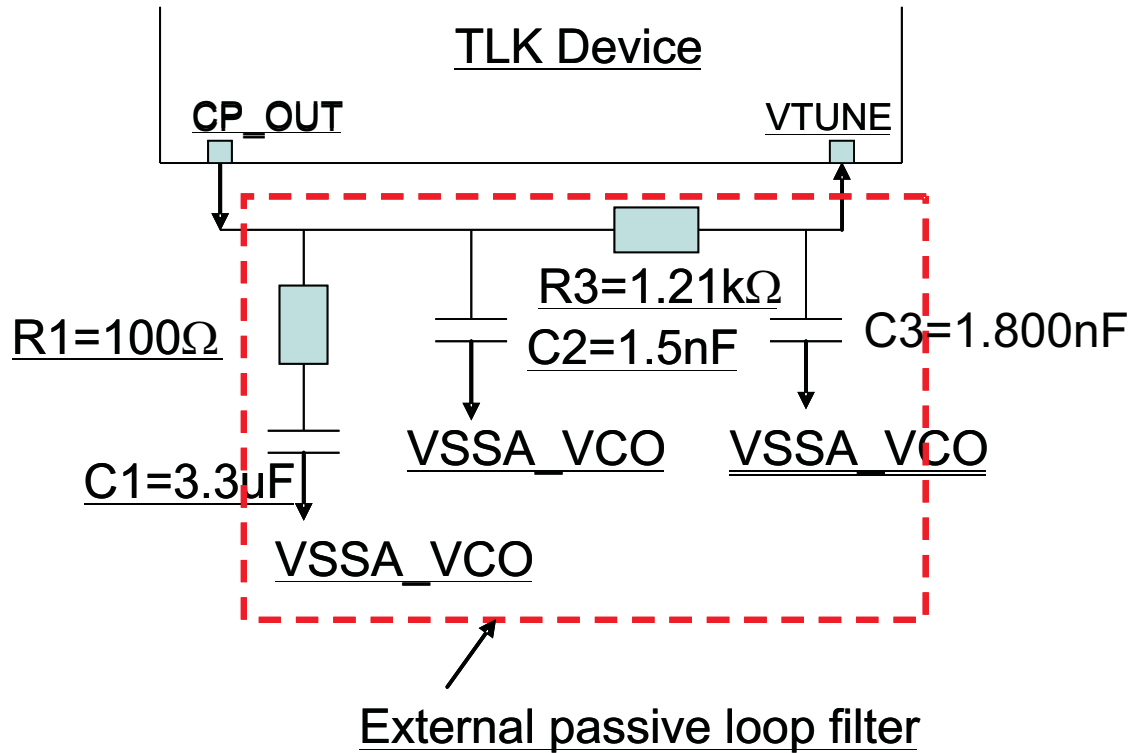 TLK Device
CP_OUT
VTUNE
R3=1.21kΩ
R1=100Ω
C2=1.5nF
C3=1.800nF
VSSA_VCO
VSSA_VCO
C1=3.3µF
VSSA_VCO
External passive loop filter